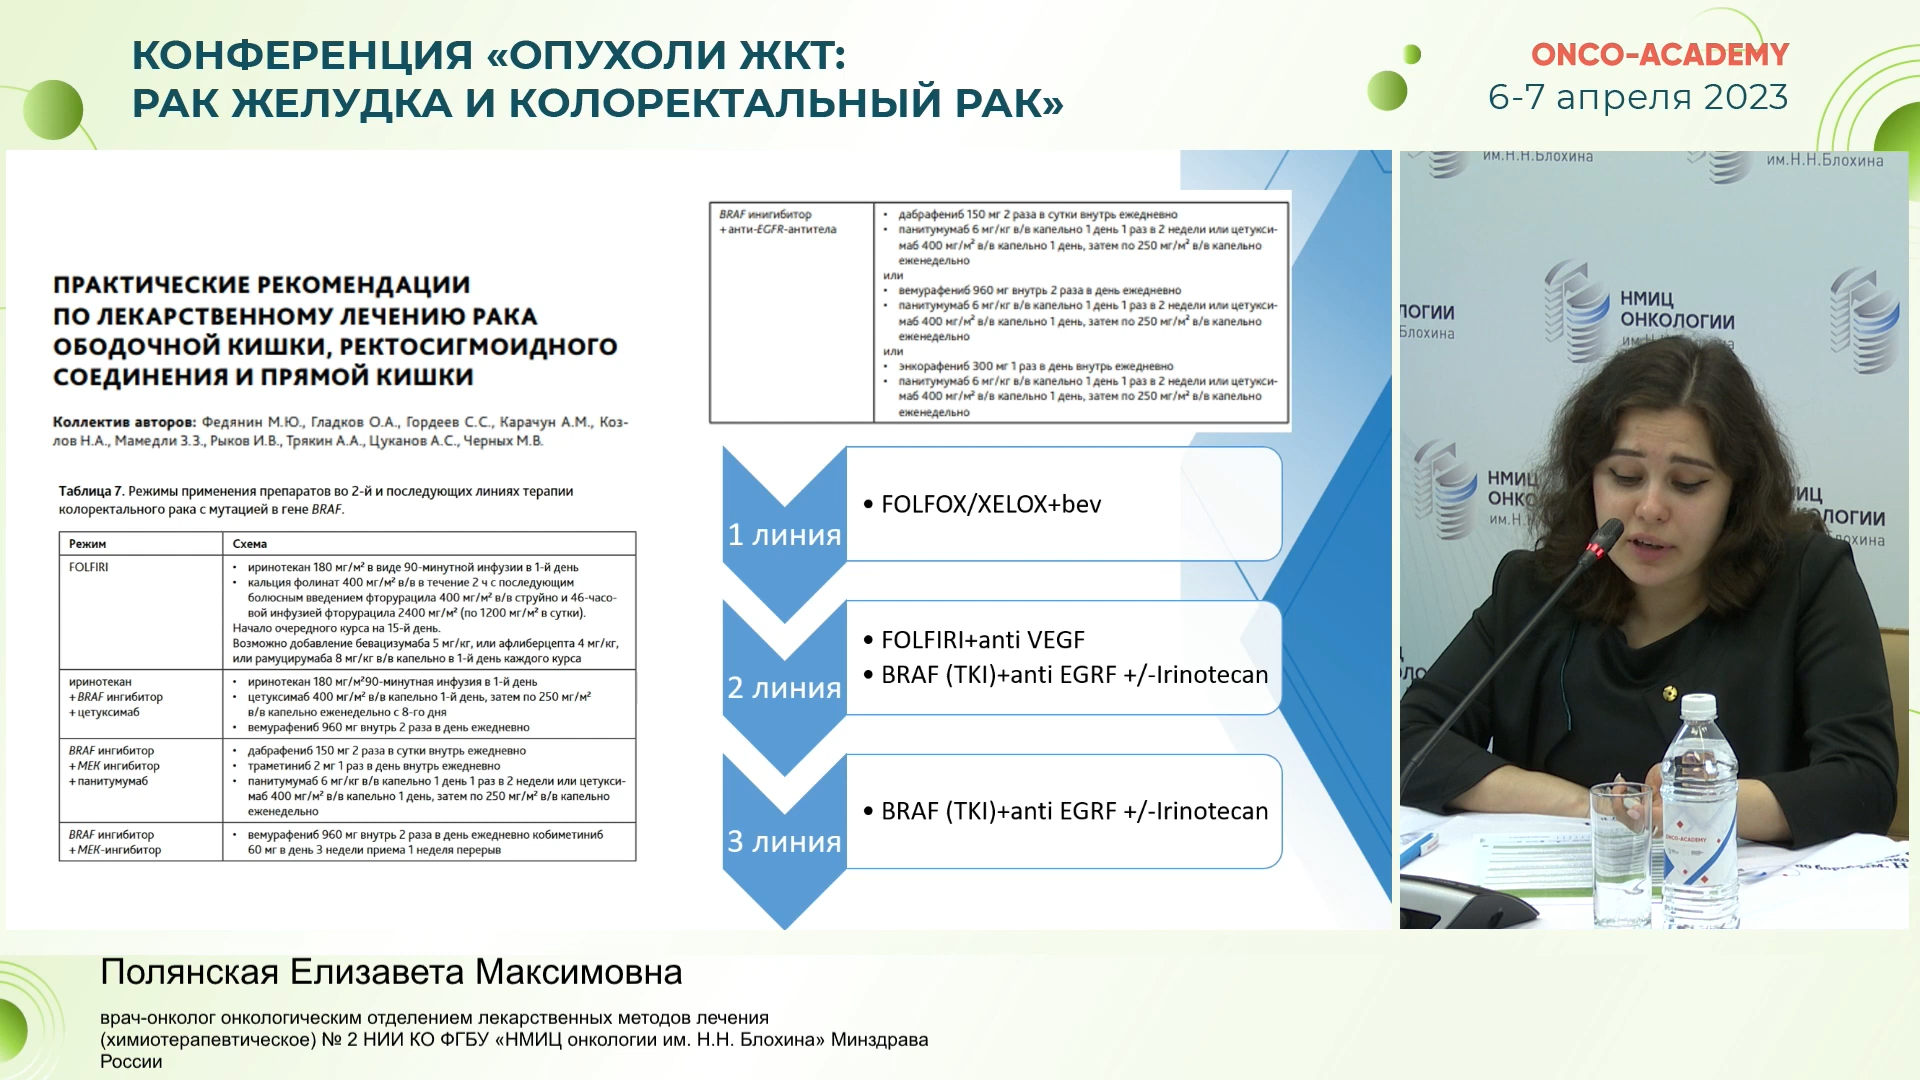 КОНФЕРЕНЦИЯ «ОПУХОЛИ ЖКТ:
РАК ЖЕЛУДКА И КОЛОРЕКТАЛЬНЫЙ РАК»
ONCO-ACADEMY
6-7 апреля 2023
ПРАКТИЧЕСКИЕ РЕКОМЕНДАЦИИ
ПО ЛЕКАРСТВЕННОМУ ЛЕЧЕНИЮ РАКА
ОБОДОЧНОЙ КИШКИ, РЕКТОСИГМОИДНОГО
СОЕДИНЕНИЯ И ПРЯМОЙ КИШКИ
Коллектив авторов: Федянин М.Ю., Гладков О.А., Гордеев С.С., Карачун А.М., Коз-
лов Н.А., Мамедли З.З., Рыков И.В., Трякин А.А., Цуканов А.С., Черных М.В.
Таблица 7. Режимы применения препаратов во 2-й и последующих линиях терапии
колоректального рака с мутацией в гене BRAF.
Режим
Схема
FOLFIRI
• иринотекан 180 мг/м² в виде 90-минутной инфузии в 1-й день
• кальция фолинат 400 мг/м² в/в в течение 2 ч с последующим
болюсным введением фторурацила 400 мг/м² в/в струйно и 46-часо-
вой инфузией фторурацила 2400 мг/м² (по 1200 мг/м² в сутки).
Начало очередного курса на 15-й день.
Возможно добавление бевацизумаба 5 мг/кг, или афлиберцепта 4 мг/кг,
или рамуцирумаба 8 мг/кг в/в капельно в 1-й день каждого курса
иринотекан
+ BRAF ингибитор
+ цетуксимаб
• иринотекан 180 мг/м²90-минутная инфузия в 1-й день
• цетуксимаб 400 мг/м² в/в капельно 1-й день, затем по 250 мг/м²
в/в капельно еженедельно с 8-го дня
• вемурафениб 960 мг внутрь 2 раза в день ежедневно
BRAF ингибитор
+ MEK ингибитор
+ панитумумаб
• дабрафениб 150 мг 2 раза в сутки внутрь ежедневно
• траметиниб 2 мг 1 раз в день внутрь ежедневно
• панитумумаб 6 мг/кг в/в капельно 1 день 1 раз в 2 недели или цетукси-
маб 400 мг/м² в/в капельно 1 день, затем по 250 мг/м² в/в капельно
еженедельно
BRAF ингибитор
+ MEK-ингибитор
• вемурафениб 960 мг внутрь 2 раза в день ежедневно кобиметиниб
60 мг в день 3 недели приема 1 неделя перерыв
BRAF инигибитор
+ анти-EGFR-антитела
• дабрафениб 150 мг 2 раза в сутки внутрь ежедневно
• панитумумаб 6 мг/кг в/в капельно 1 день 1 раз в 2 недели или цетукси-
маб 400 мг/м² в/в капельно 1 день, затем по 250 мг/м² в/в капельно
еженедельно
или
• вемурафениб 960 мг внутрь 2 раза в день ежедневно
• панитумумаб 6 мг/кг в/в капельно 1 день 1 раз в 2 недели или цетукси-
маб 400 мг/м² в/в капельно 1 день, затем по 250 мг/м² в/в капельно
еженедельно
или
• энкорафениб 300 мг 1 раз в день внутрь ежедневно
• панитумумаб 6 мг/кг в/в капельно 1 день 1 раз в 2 недели или цетукси-
маб 400 мг/м² в/в капельно 1 день, затем по 250 мг/м² в/в капельно
еженедельно
1 линия
• FOLFOX/XELOX+bev
2 линия
• FOLFIRI+anti VEGF
• BRAF (TKI)+anti EGRF +/-Irinotecan
3 линия
• BRAF (TKI)+anti EGRF +/-Irinotecan
им.Н.Н.Блохина
им.Н.Н.Блохина
ЛОГИИ
Блохина
НМИЦ
ОНКОЛОГИИ
НМИЦ
ЛОГИИ
охина
ONCO-ACADEMY
Полянская Елизавета Максимовна
врач-онколог онкологическим отделением лекарственных методов лечения
(химиотерапевтическое) № 2 НИИ КО ФГБУ «НМИЦ онкологии им. Н.Н. Блохина» Минздрава
России